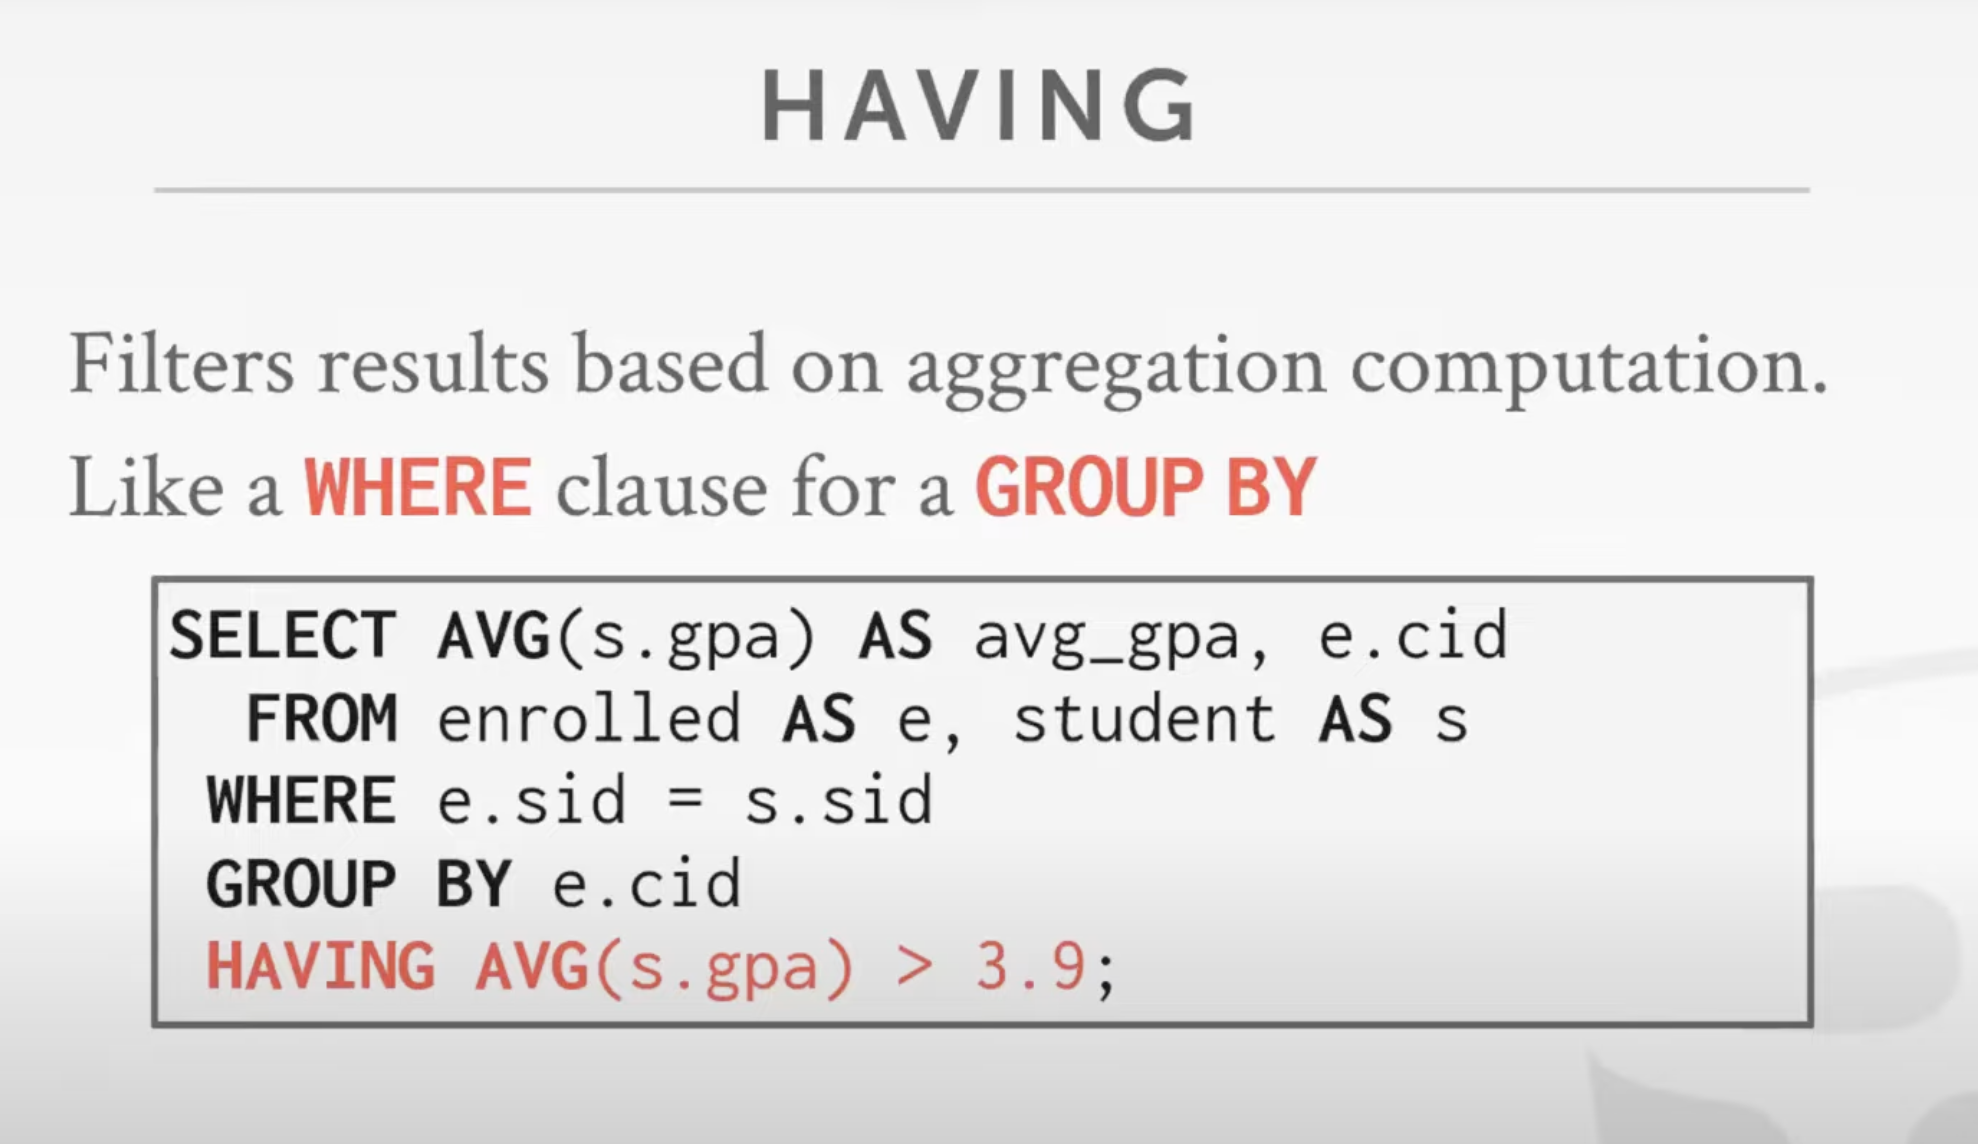 HAVING
Filters results based on aggregation computation.
Like a WHERE clause for a GROUP BY
SELECT AVG(s.gpa) AS avg_gpa, e.cid
FROM enrolled AS e, student AS s
WHERE e.sid = s.sid
GROUP BY e.cid
HAVING AVG(s.gpa) > 3.9;